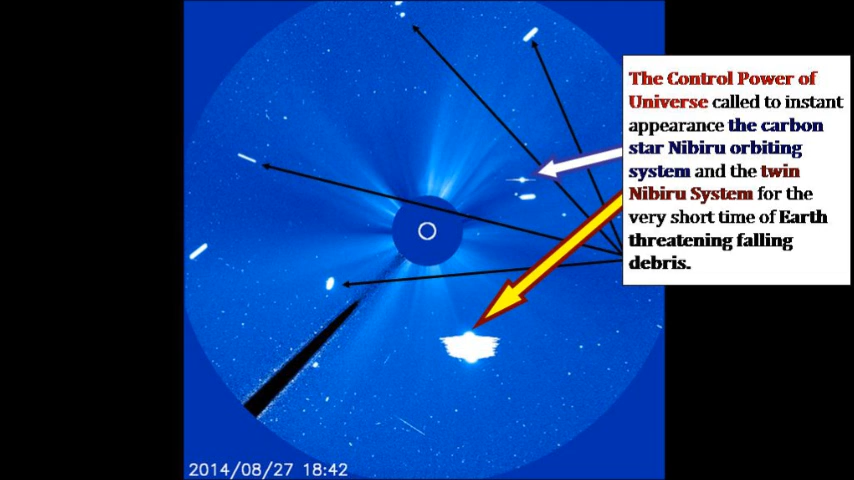 The Control Power of
Universe called to instant
appearance the carbon
star Nibiru orbiting
system and the twin
Nibiru System for the
very short time of Earth
threatening falling
debris.
2014/08/27 18:42